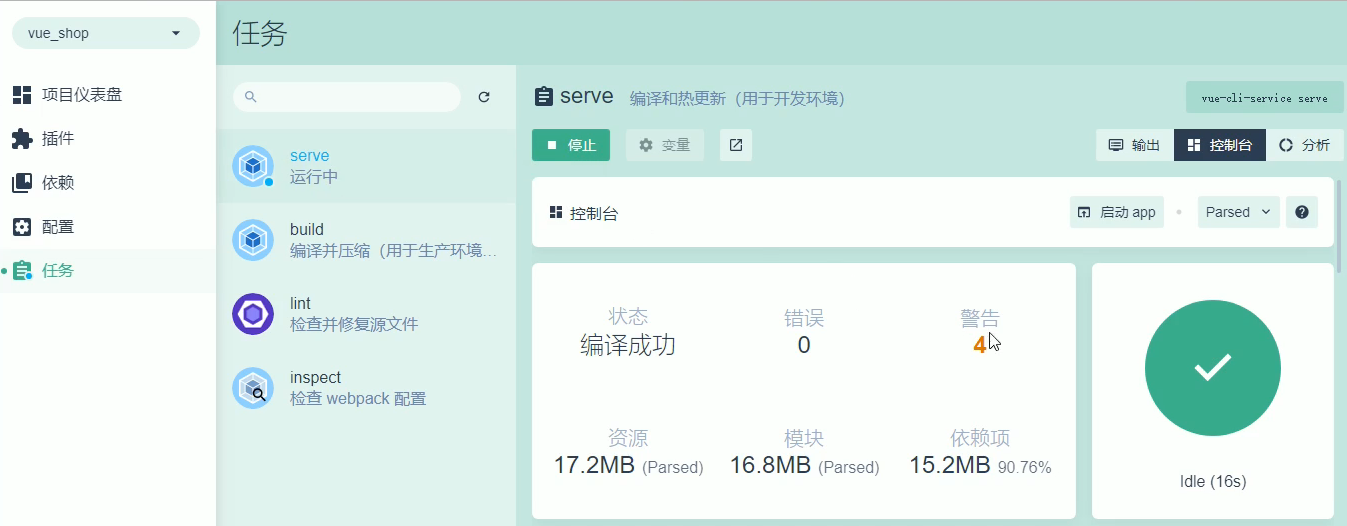 vue_shop
项目仪表盘
插件
依赖
配置
任务
任务
serve
运行中
build
编译并压缩（用于生产环境...
lint
检查并修复源文件
inspect
检查 webpack 配置
serve 编译和热更新（用于开发环境）
vue-cli-service serve
停止 变量
输出 控制台 分析
控制台
启动 app Parsed
状态 错误 警告
编译成功 0 4
资源 模块 依赖项
17.2MB (Parsed) 16.8MB (Parsed) 15.2MB 90.76%
Idle (16s)